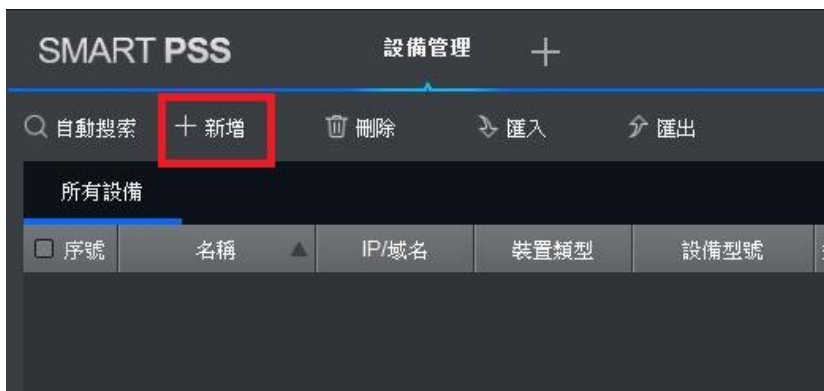 SMART PSS 設備管理
自動搜索 新增 刪除 匯入 匯出
所有設備
序號 名稱 IP/域名 裝置類型 設備型號